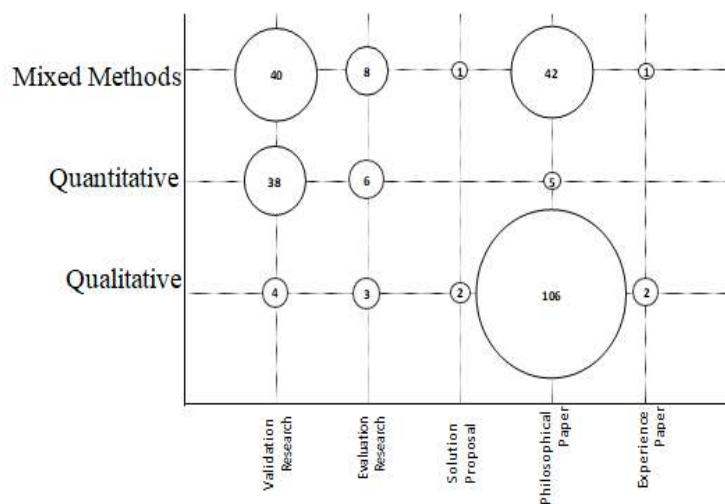 Mixed Methods
40
8
1
42
1
Quantitative
38
6
5
Qualitative
4
3
2
106
2
Validation
Research
Evaluation
Research
Solution
Proposal
Philosophical
Paper
Experience
Paper